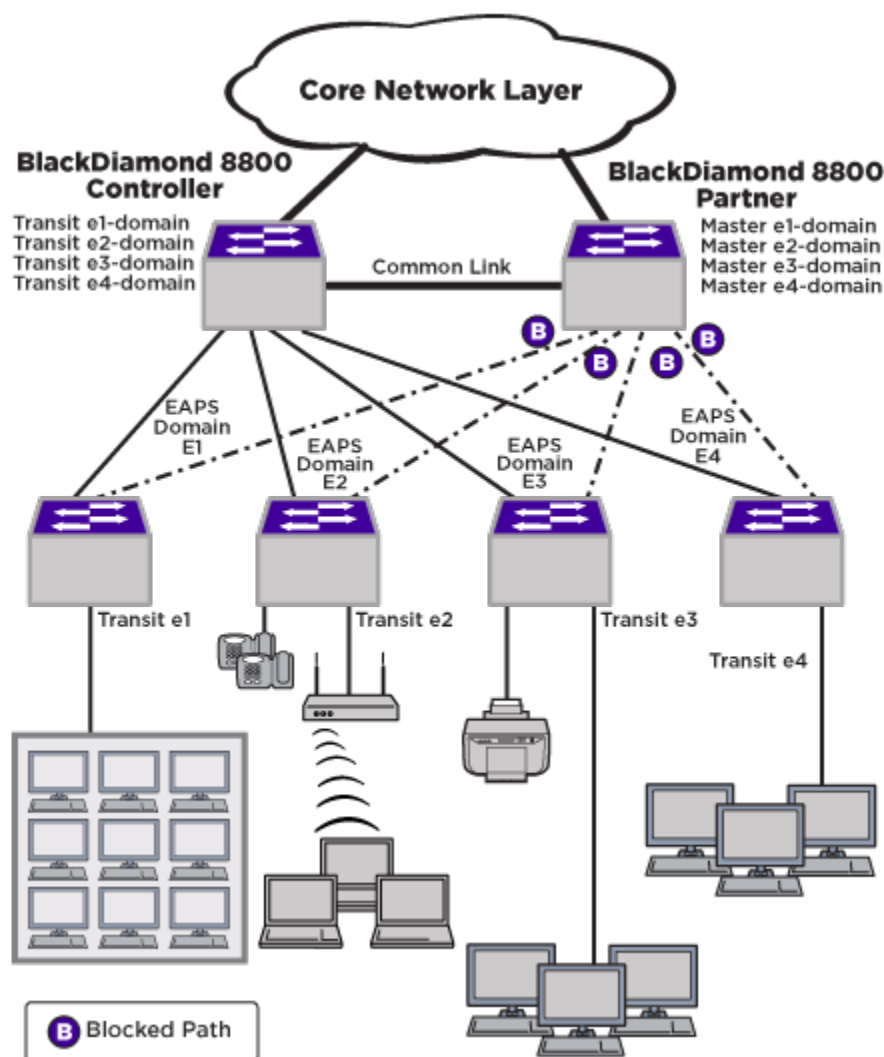 Core Network Layer
BlackDiamond 8800
Controller
Transit e1-domain
Transit e2-domain
Transit e3-domain
Transit e4-domain
BlackDiamond 8800
Partner
Master e1-domain
Master e2-domain
Master e3-domain
Master e4-domain
Common Link
B
B
B
B
EAPS
Domain
E1
EAPS
Domain
E2
EAPS
Domain
E3
EAPS
Domain
E4
Transit e1
Transit e2
Transit e3
Transit e4
B Blocked Path